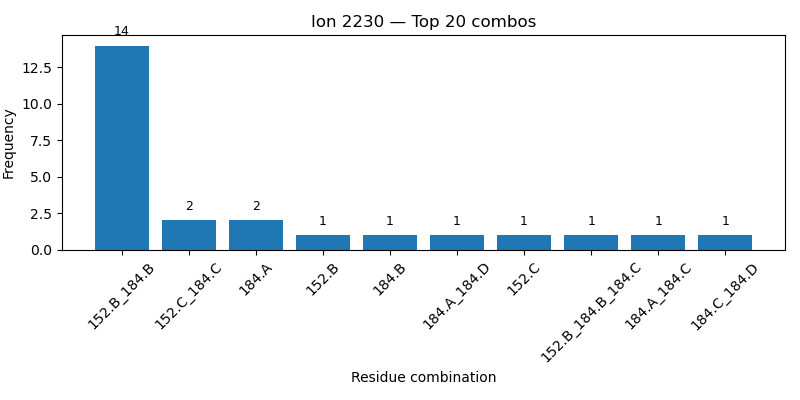 Ion 2230 — Top 20 combos
Frequency
12.5
10.0
7.5
5.0
2.5
0.0
14
2
2
1
1
1
1
1
1
1
152.B_184.B
152.C_184.C
184.A
152.B
184.B
184.A_184.D
152.C
152.B_184.B_184.C
184.A_184.C
184.C_184.D
Residue combination